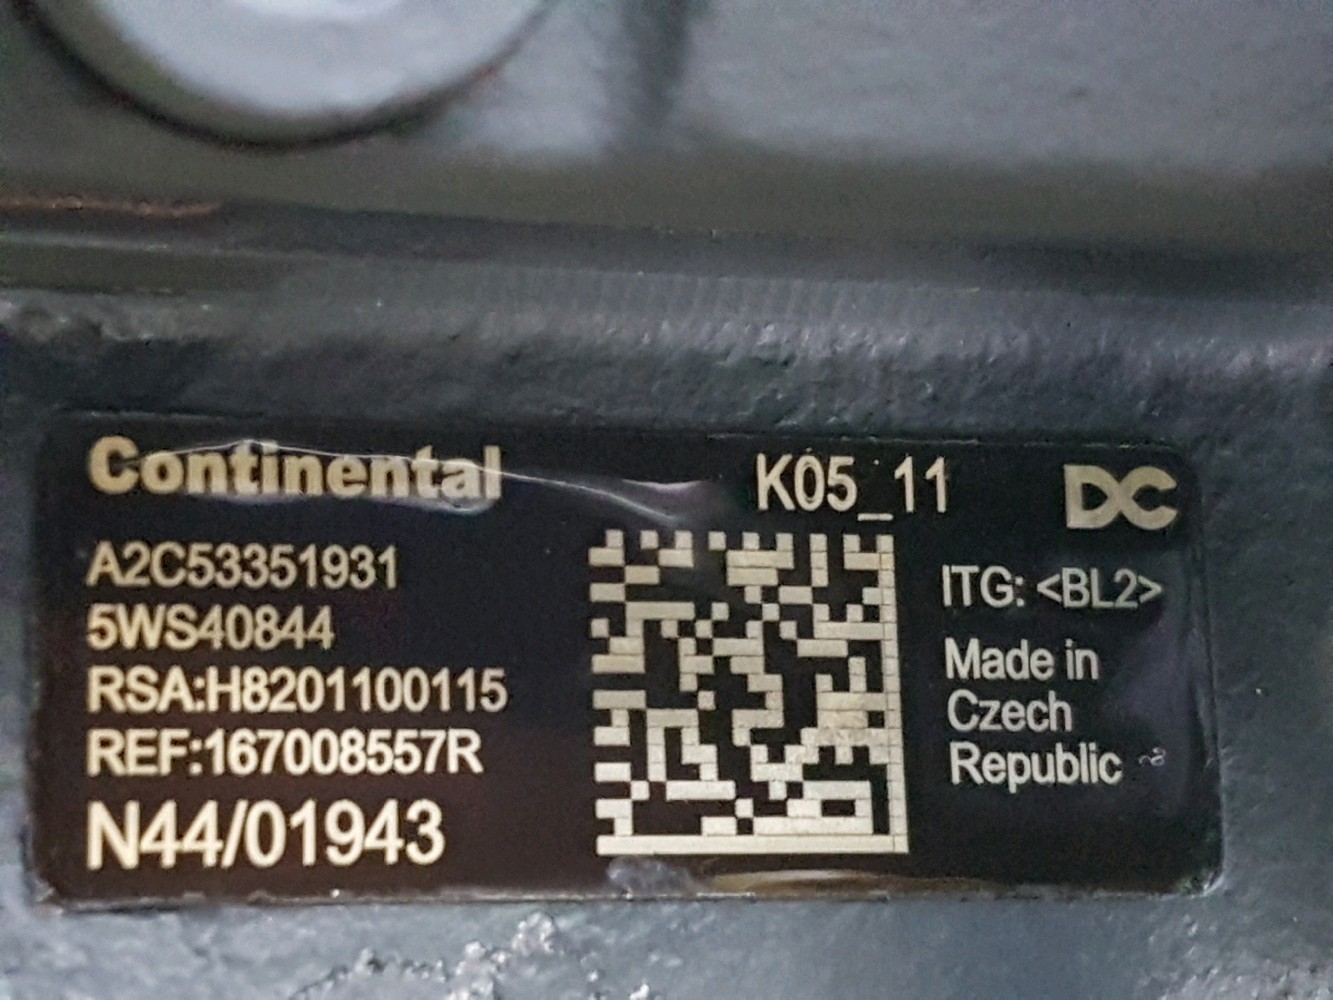 Continental
K05_11
DC
A2C53351931
5WS40844
RSA:H8201100115
REF:167008557R
N44/01943
ITG: <BL2>
Made in
Czech
Republic